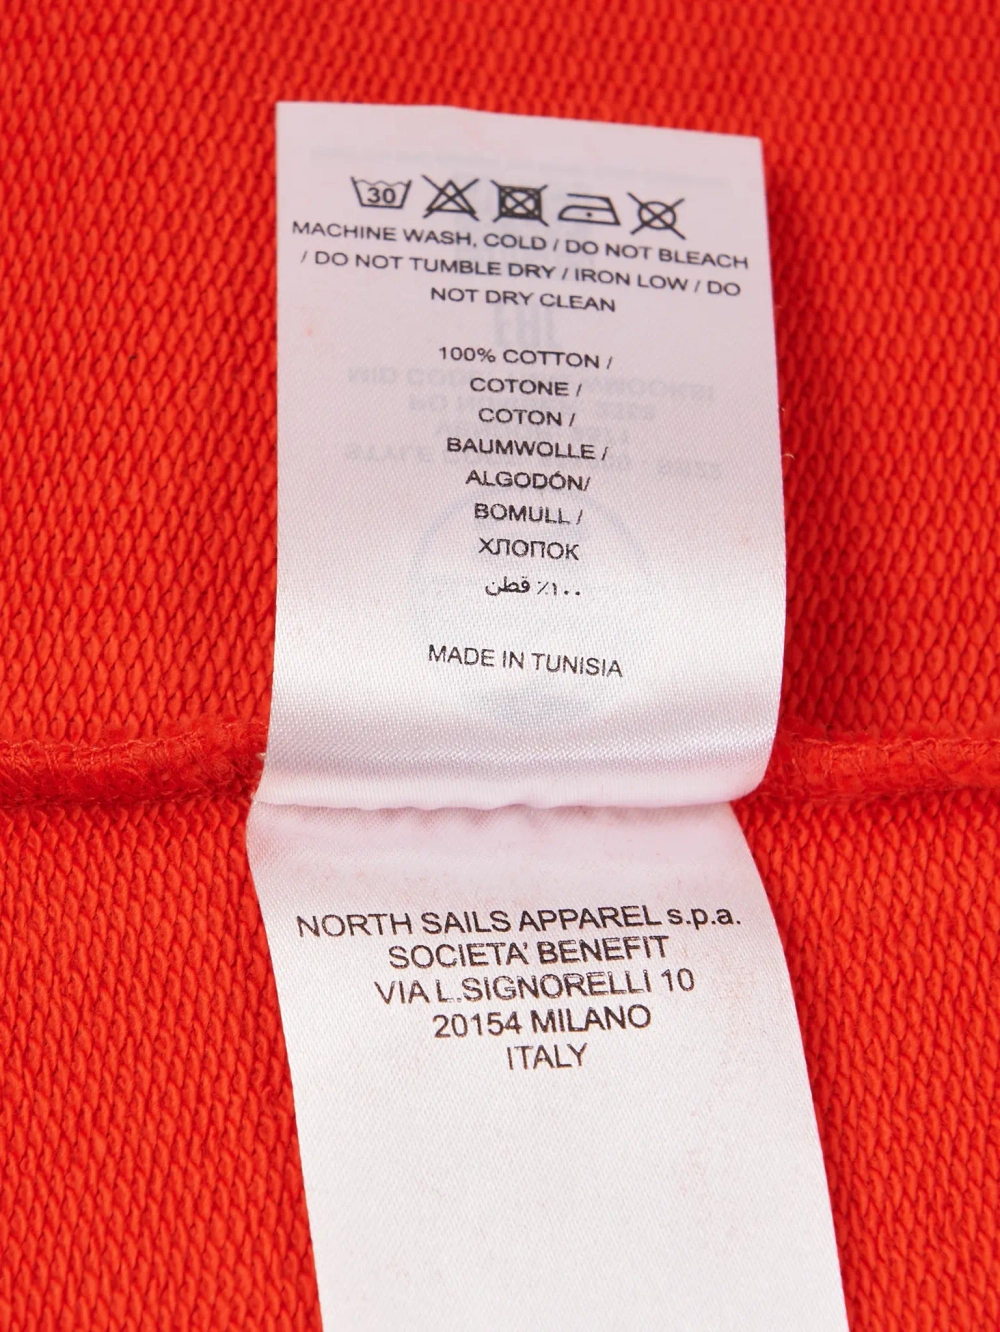 30
MACHINE WASH, COLD / DO NOT BLEACH
/ DO NOT TUMBLE DRY / IRON LOW / DO
NOT DRY CLEAN
100% COTTON /
COTONE /
COTON /
BAUMWOLLE /
ALGODÓN/
BOMULL /
ХЛОПОК
١٠٠٪ قطن
MADE IN TUNISIA
NORTH SAILS APPAREL s.p.a.
SOCIETA' BENEFIT
VIA L.SIGNORELLI 10
20154 MILANO
ITALY